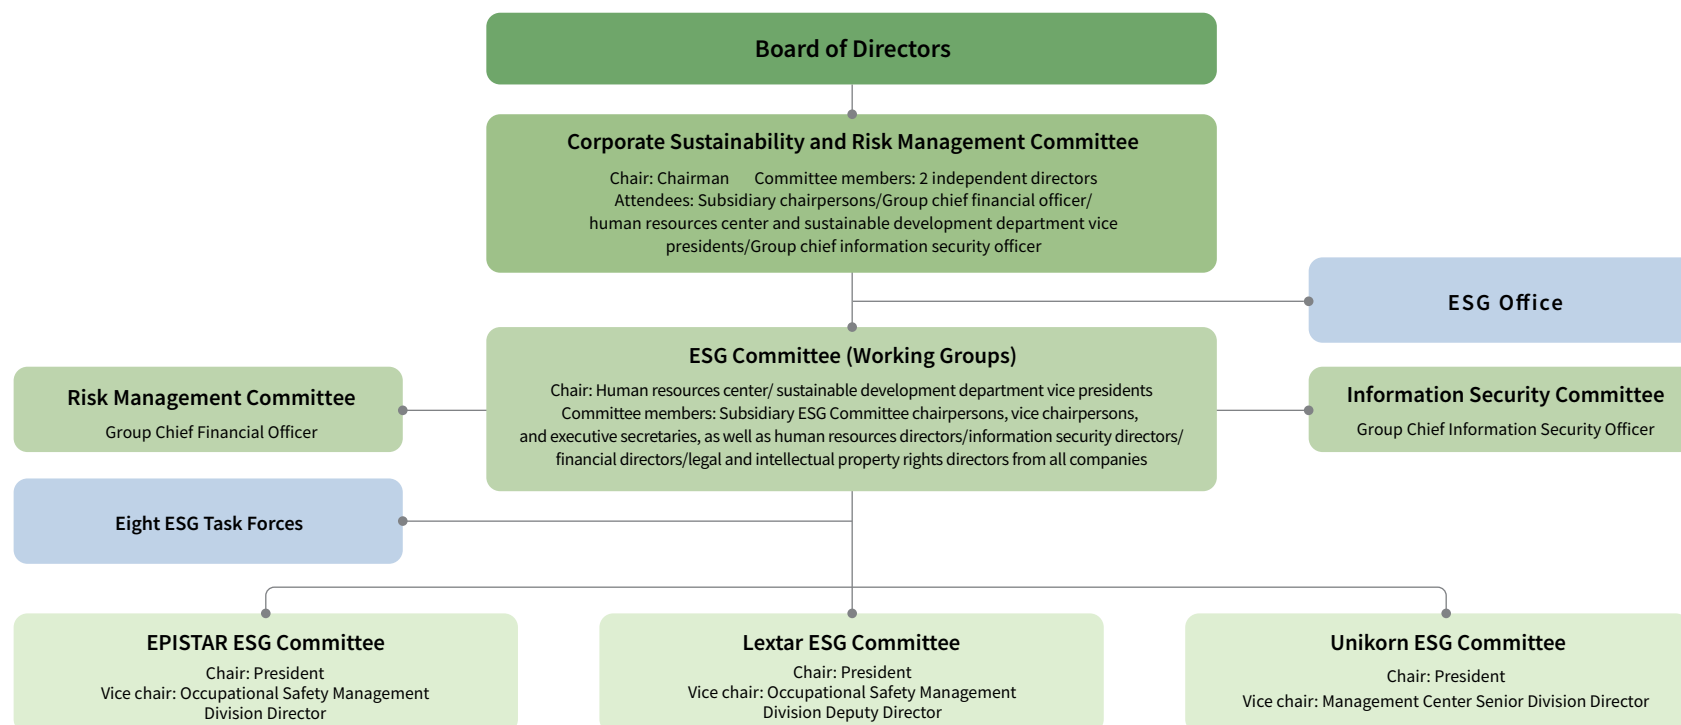 Board of Directors
Corporate Sustainability and Risk Management Committee
Chair: Chairman Committee members: 2 independent directors
Attendees: Subsidiary chairpersons/Group chief financial officer/
human resources center and sustainable development department vice
presidents/Group chief information security officer
ESG Office
ESG Committee (Working Groups)
Chair: Human resources center/ sustainable development department vice presidents
Committee members: Subsidiary ESG Committee chairpersons, vice chairpersons,
and executive secretaries, as well as human resources directors/information security directors/
financial directors/legal and intellectual property rights directors from all companies
Risk Management Committee
Group Chief Financial Officer
Information Security Committee
Group Chief Information Security Officer
Eight ESG Task Forces
EPISTAR ESG Committee
Chair: President
Vice chair: Occupational Safety Management
Division Director
Lextar ESG Committee
Chair: President
Vice chair: Occupational Safety Management
Division Deputy Director
Unikorn ESG Committee
Chair: President
Vice chair: Management Center Senior Division Director